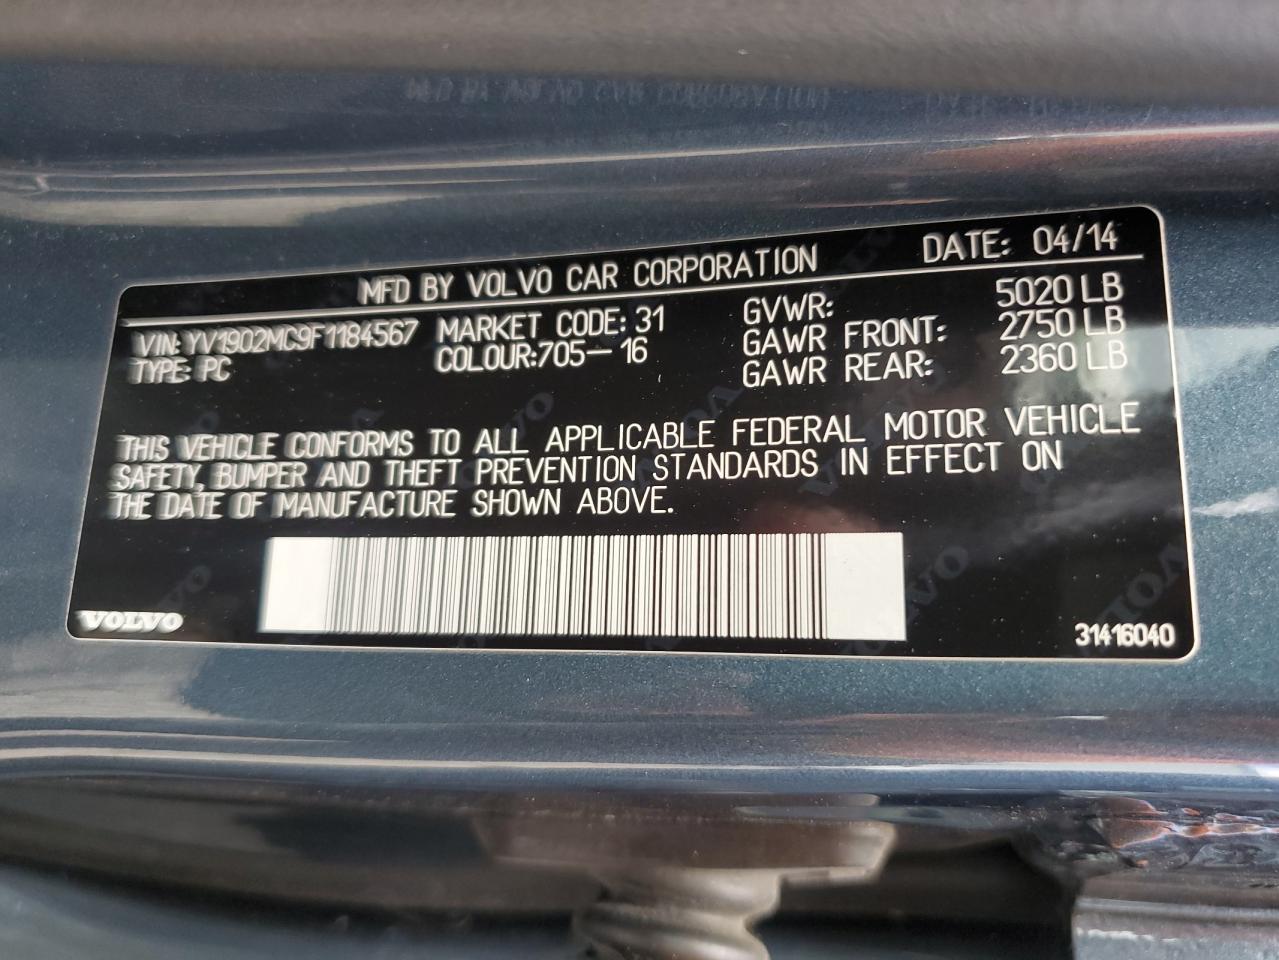 MFD BY VOLVO CAR CORPORATION DATE: 04/14
VIN: YV1902MC9F1184567 MARKET CODE: 31 GVWR: 5020 LB
TYPE: PC COLOUR:705-16 GAWR FRONT: 2750 LB
GAWR REAR: 2360 LB
THIS VEHICLE CONFORMS TO ALL APPLICABLE FEDERAL MOTOR VEHICLE
SAFETY, BUMPER AND THEFT PREVENTION STANDARDS IN EFFECT ON
THE DATE OF MANUFACTURE SHOWN ABOVE.
VOLVO 31416040